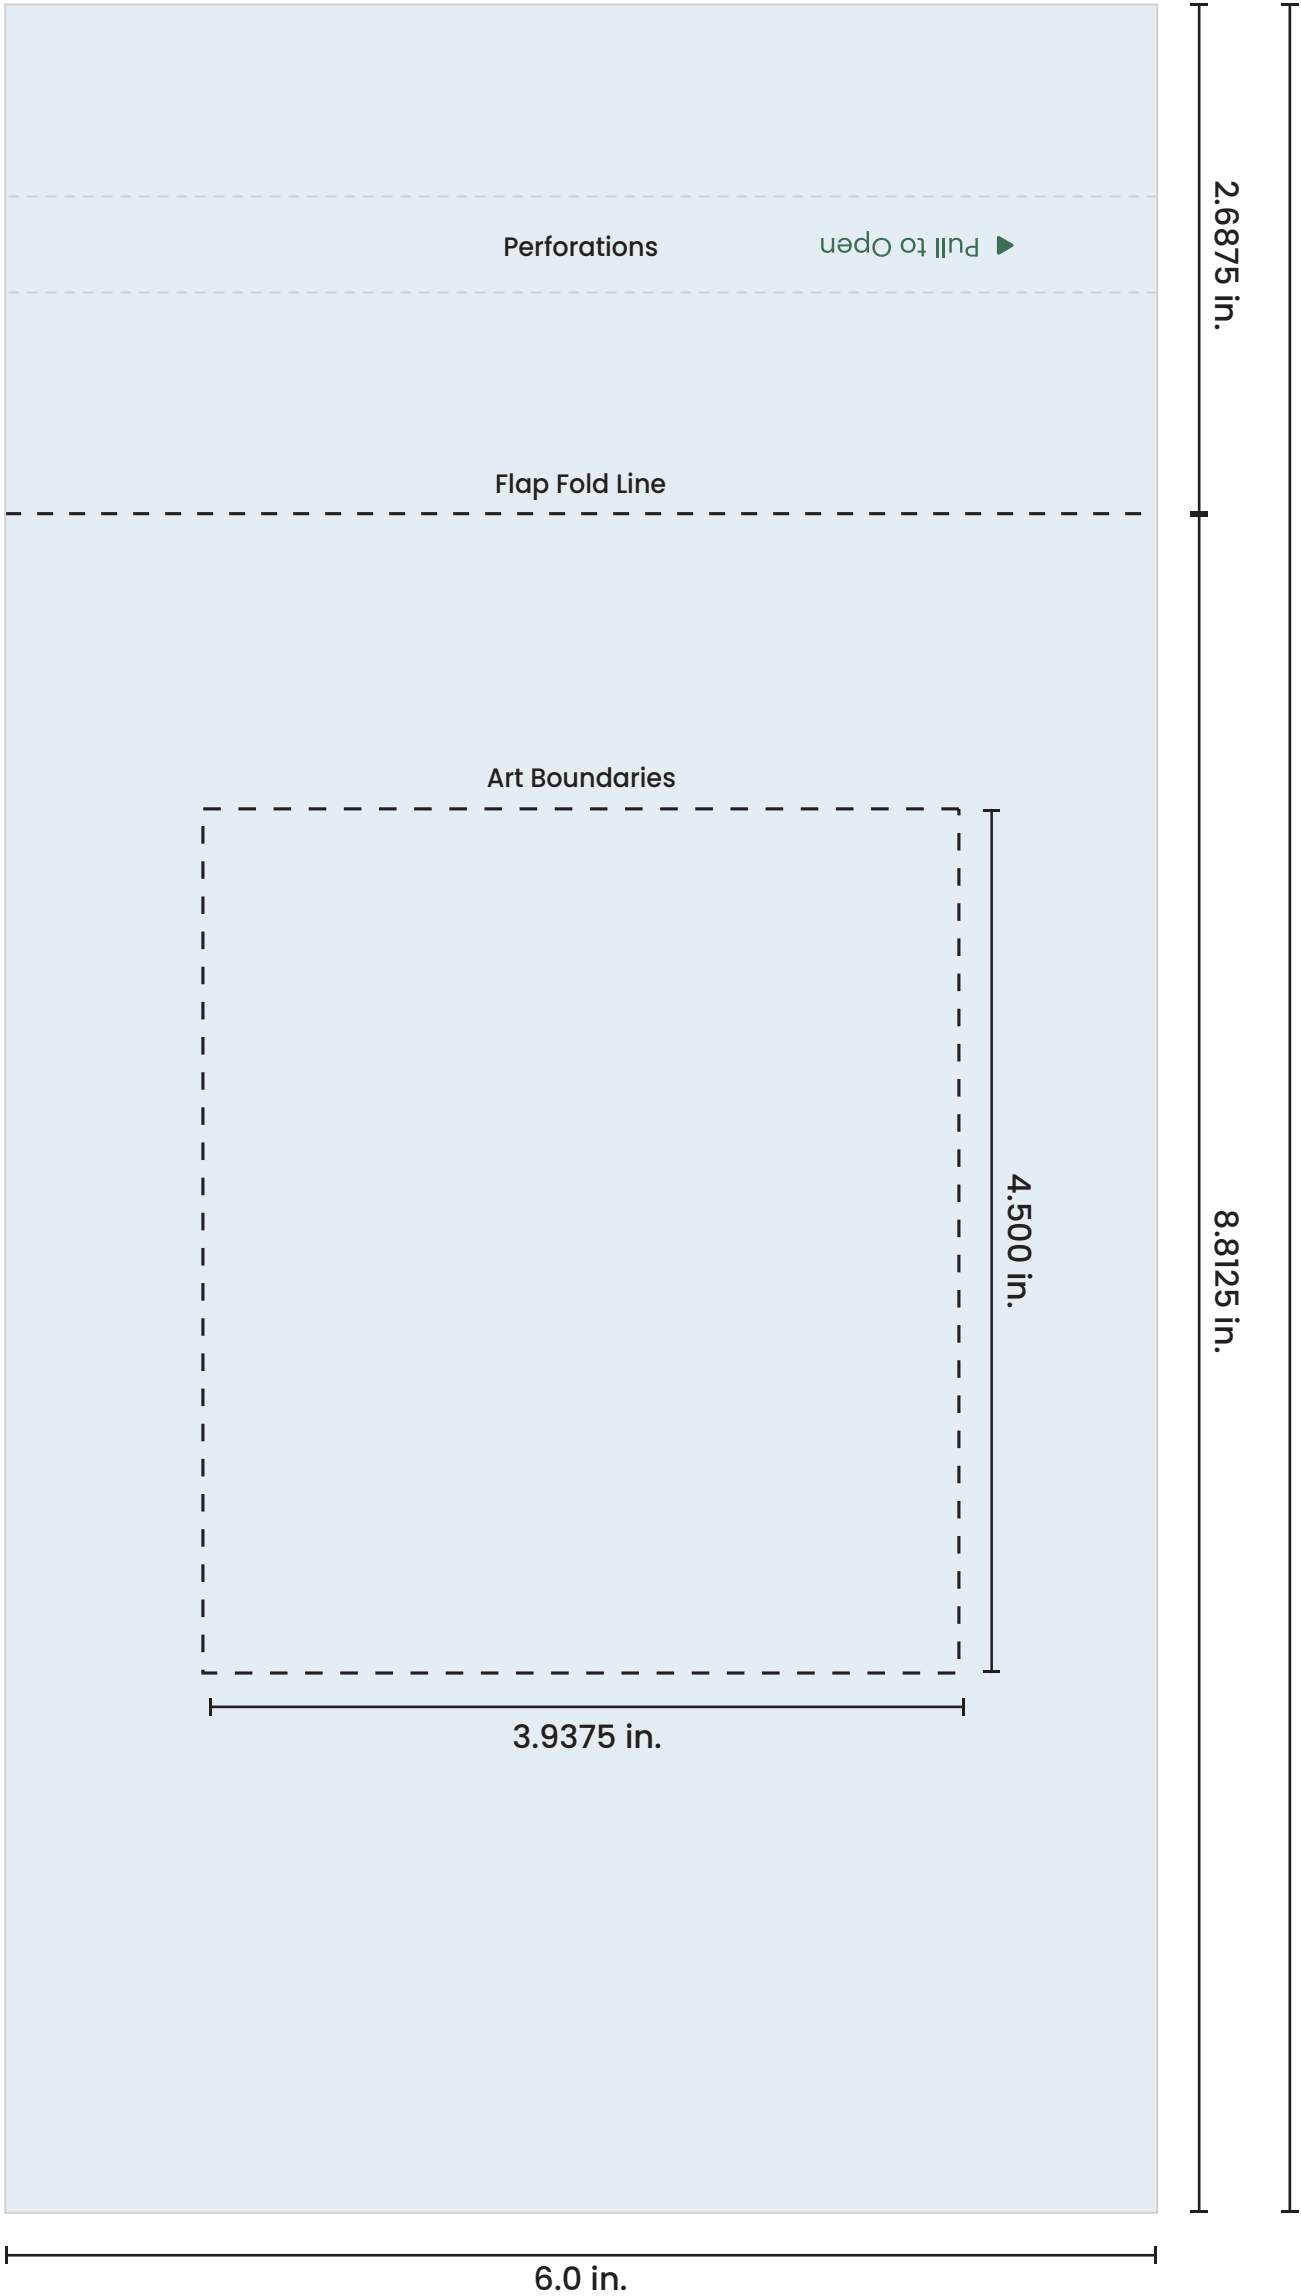 2.6875 in.
Perforations
Pull to Open
Flap Fold Line
Art Boundaries
4.500 in.
8.8125 in.
3.9375 in.
6.0 in.